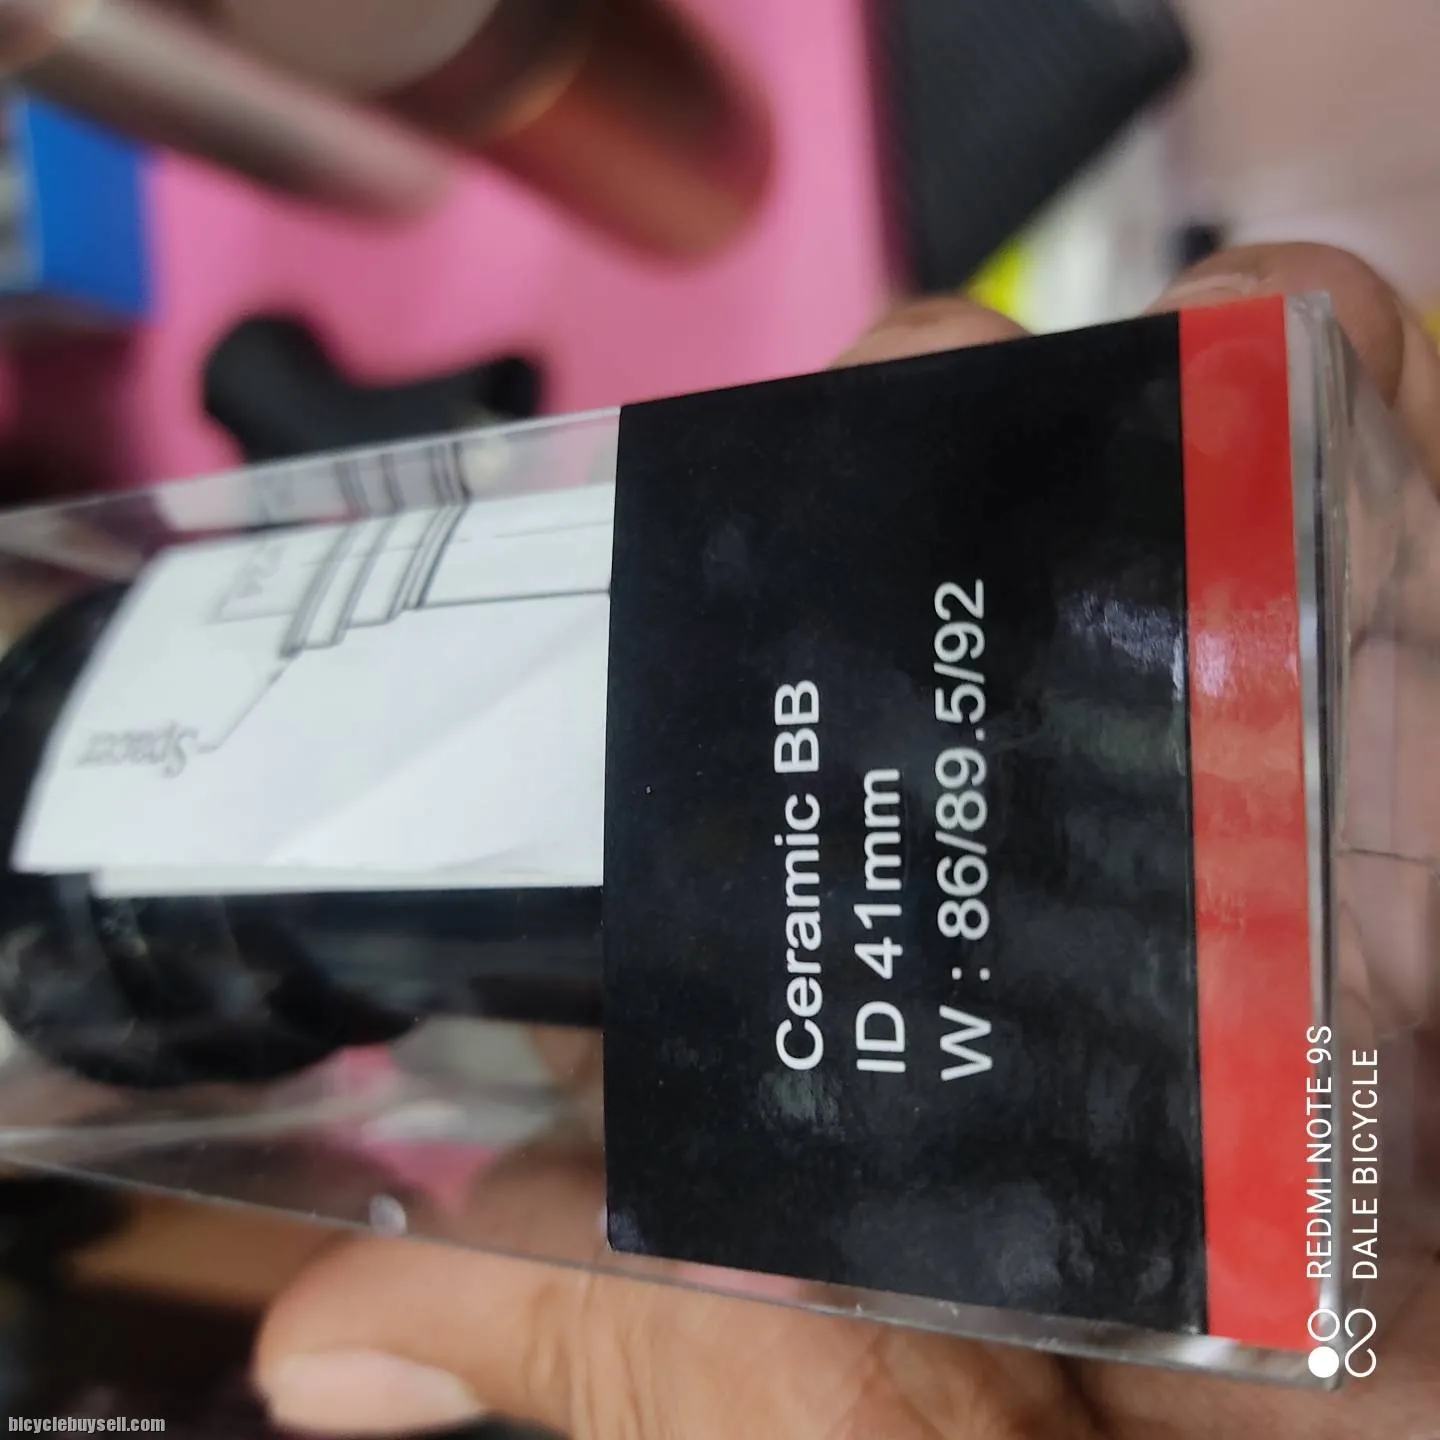 Ceramic BB
ID 41mm
W : 86/89.5/92
Spacer
REDMI NOTE 9S
DALE BICYCLE
bicyclebuysell.com